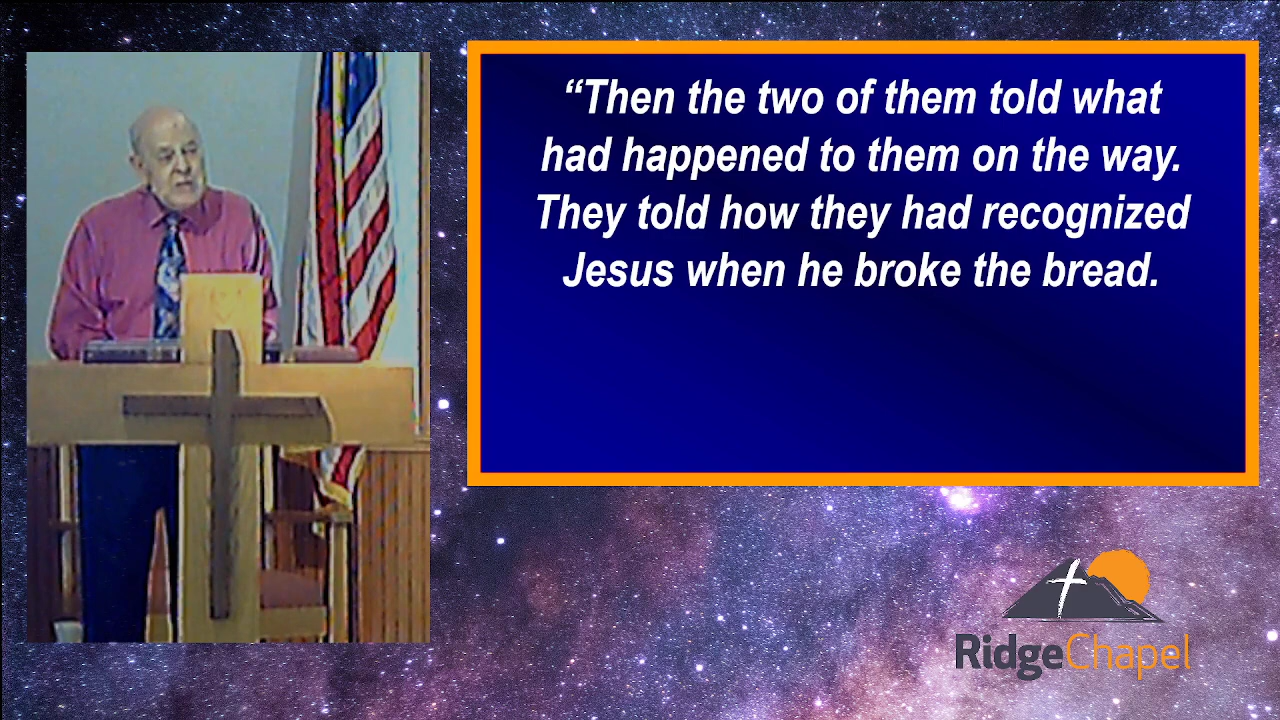 “Then the two of them told what
had happened to them on the way.
They told how they had recognized
Jesus when he broke the bread.
RidgeChapel